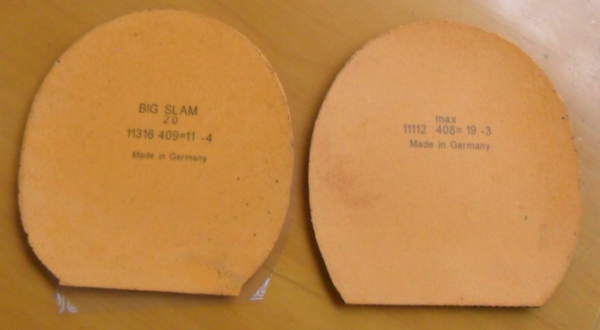 BIG SLAM
2.0
11316 409=11 -4
Made in Germany
max
11112 408= 19 -3
Made in Germany